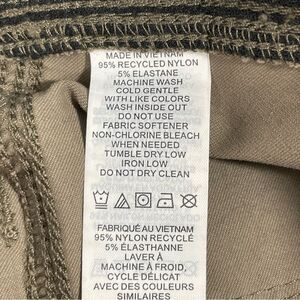 MADE IN VIETNAM
95% RECYCLED NYLON
5% ELASTANE
MACHINE WASH
COLD GENTLE
WITH LIKE COLORS
WASH INSIDE OUT
DO NOT USE
FABRIC SOFTENER
NON-CHLORINE BLEACH
WHEN NEEDED
TUMBLE DRY LOW
IRON LOW
DO NOT DRY CLEAN
FABRIQUÉ AU VIETNAM
95% NYLON RECYCLÉ
5% ÉLASTHANNE
LAVER À
MACHINE À FROID,
CYCLE DÉLICAT
AVEC DES COULEURS
SIMILAIRES